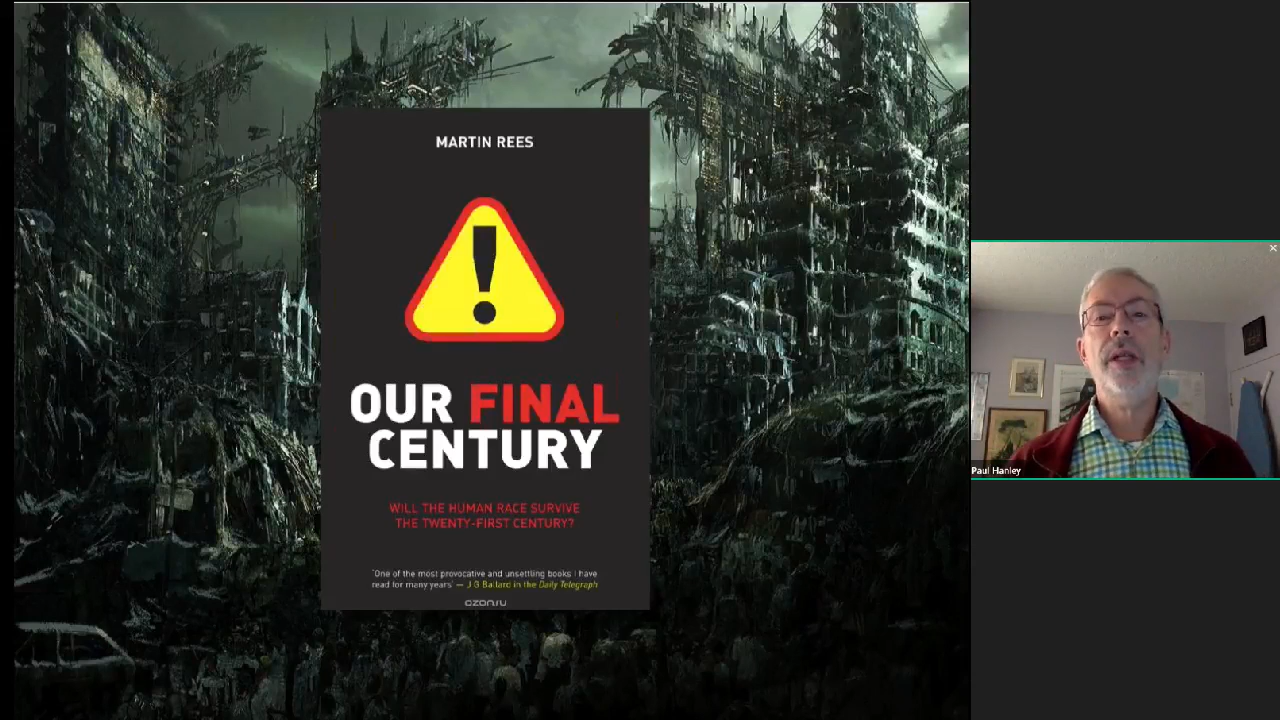 MARTIN REES
!
OUR FINAL
CENTURY
WILL THE HUMAN RACE SURVIVE
THE TWENTY-FIRST CENTURY?
'One of the most provocative and unsettling books I have
read for many years' — J G Ballard in the Daily Telegraph
ozon.ru
Paul Hanley